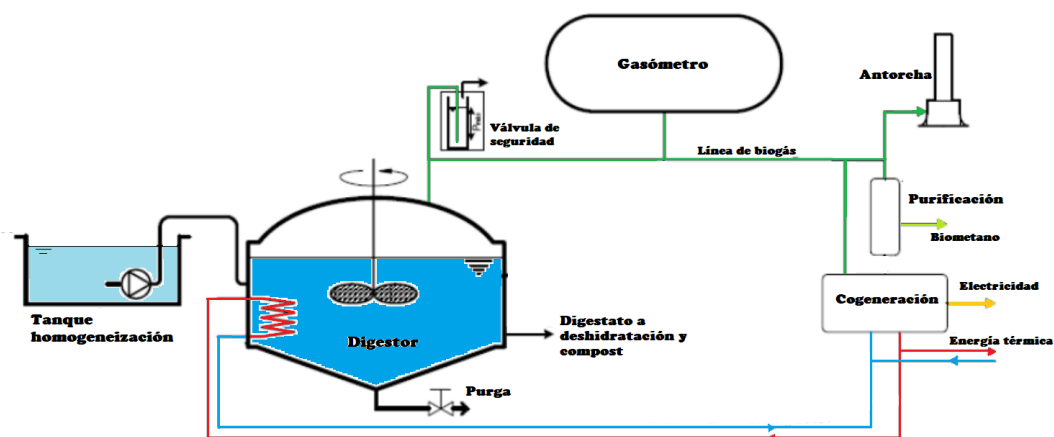 Gasómetro
Antorcha
Válvula de
seguridad
Línea de biogás
Purificación
Biometano
Electricidad
Cogeneración
Energía térmica
Tanque
homogeneización
Digestor
Digestato a
deshidratación y
compost
Purga